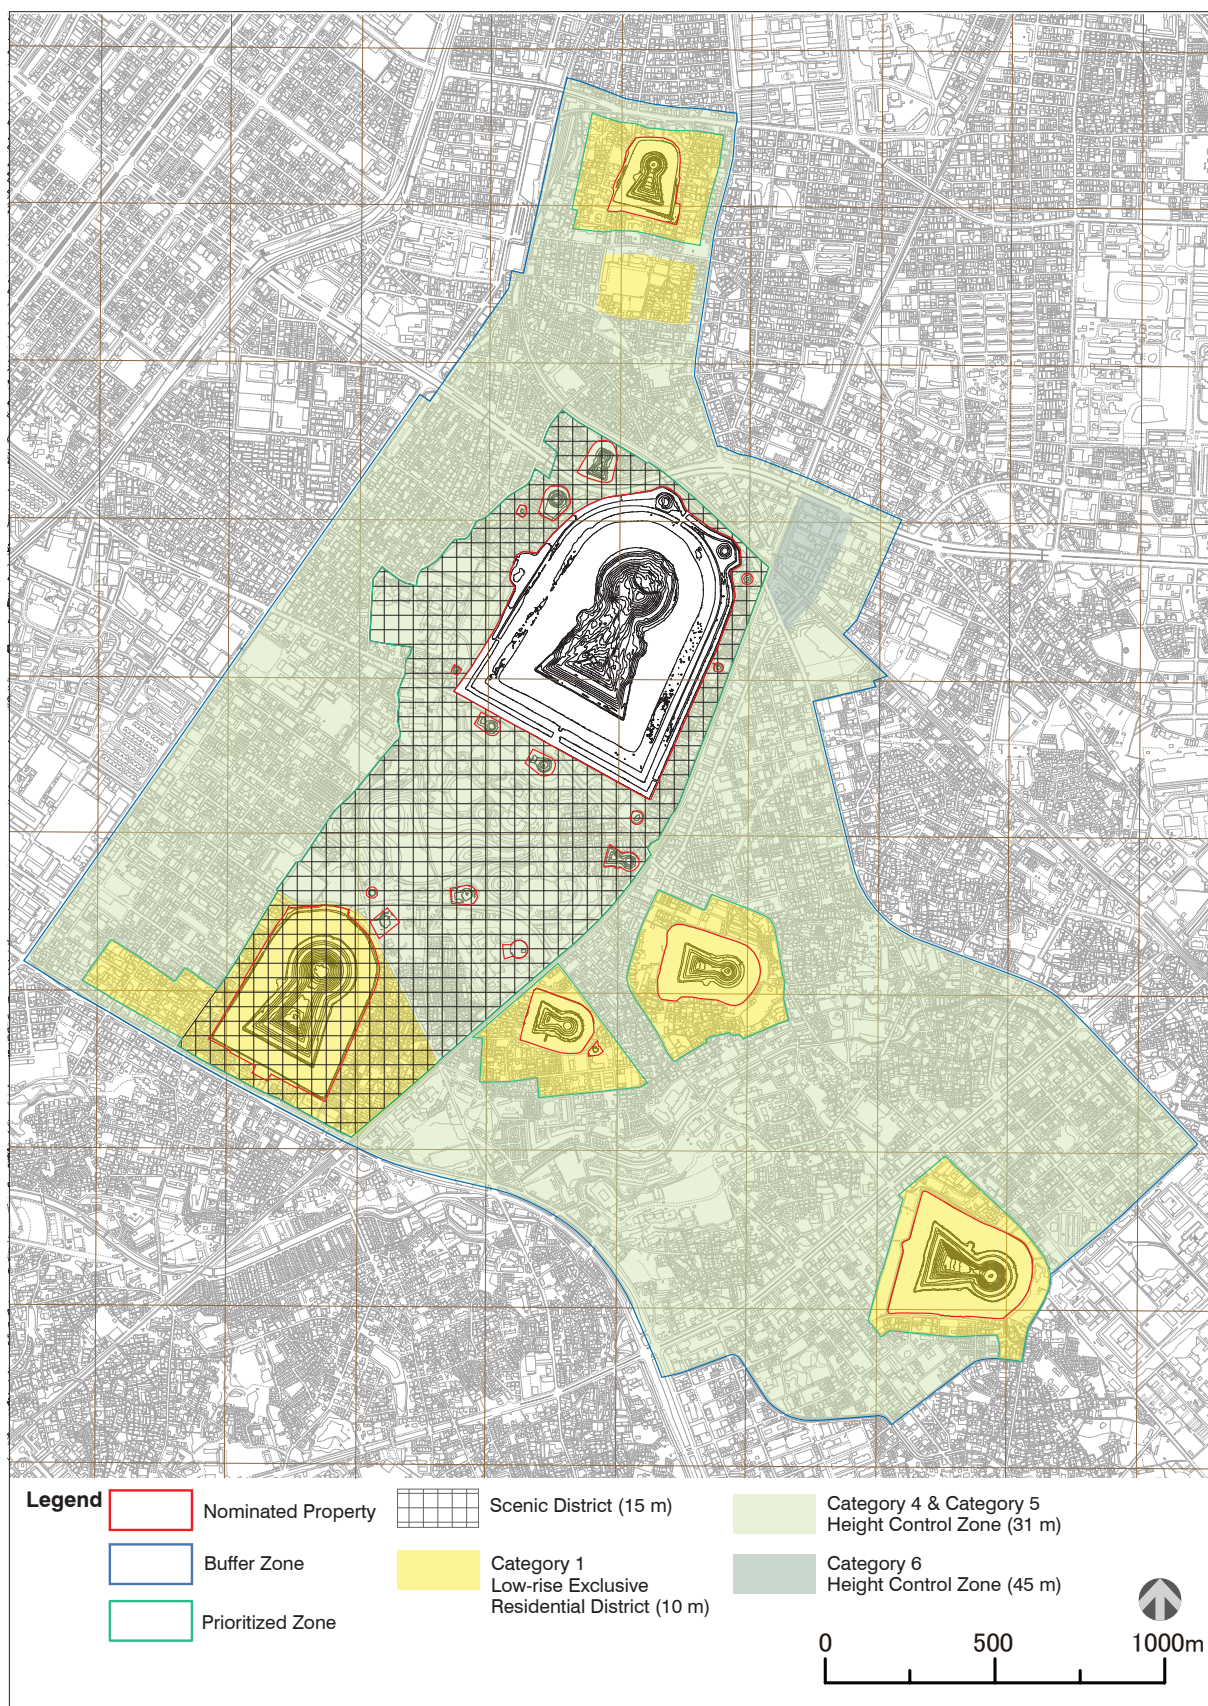 Legend
Nominated Property
Buffer Zone
Prioritized Zone
Scenic District (15 m)
Category 1
Low-rise Exclusive
Residential District (10 m)
Category 4 & Category 5
Height Control Zone (31 m)
Category 6
Height Control Zone (45 m)
0 500 1000m